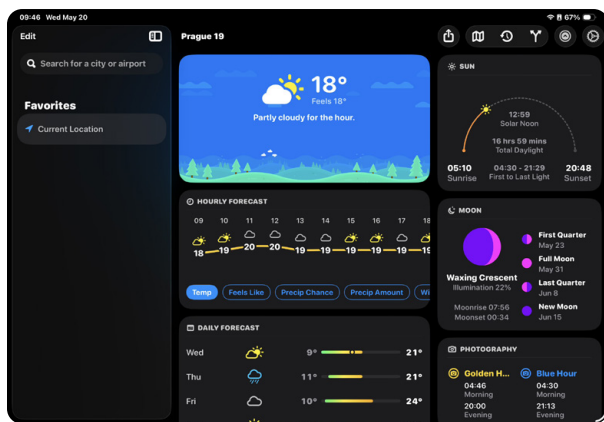 09:46 Wed May 20
67%
Edit
Prague 19
Search for a city or airport
Favorites
Current Location
18°
Feels 18°
Partly cloudy for the hour.
HOURLY FORECAST
09 10 11 12 13 14 15 16 17 18
18 19 20 20 19 19 19 19 19 19
Temp Feels Like Precip Chance Precip Amount
DAILY FORECAST
Wed 9° 21°
Thu 11° 21°
Fri 10° 24°
SUN
12:59
Solar Noon
16 hrs 59 mins
Total Daylight
05:10 04:30 - 21:29 20:48
Sunrise First to Last Light Sunset
MOON
First Quarter
May 23
Full Moon
May 31
Waxing Crescent
Illumination 22%
Last Quarter
Jun 8
Moonrise 07:56
Moonset 00:34
New Moon
Jun 15
PHOTOGRAPHY
Golden H... Blue Hour
04:46 04:30
Morning Morning
20:00 21:13
Evening Evening